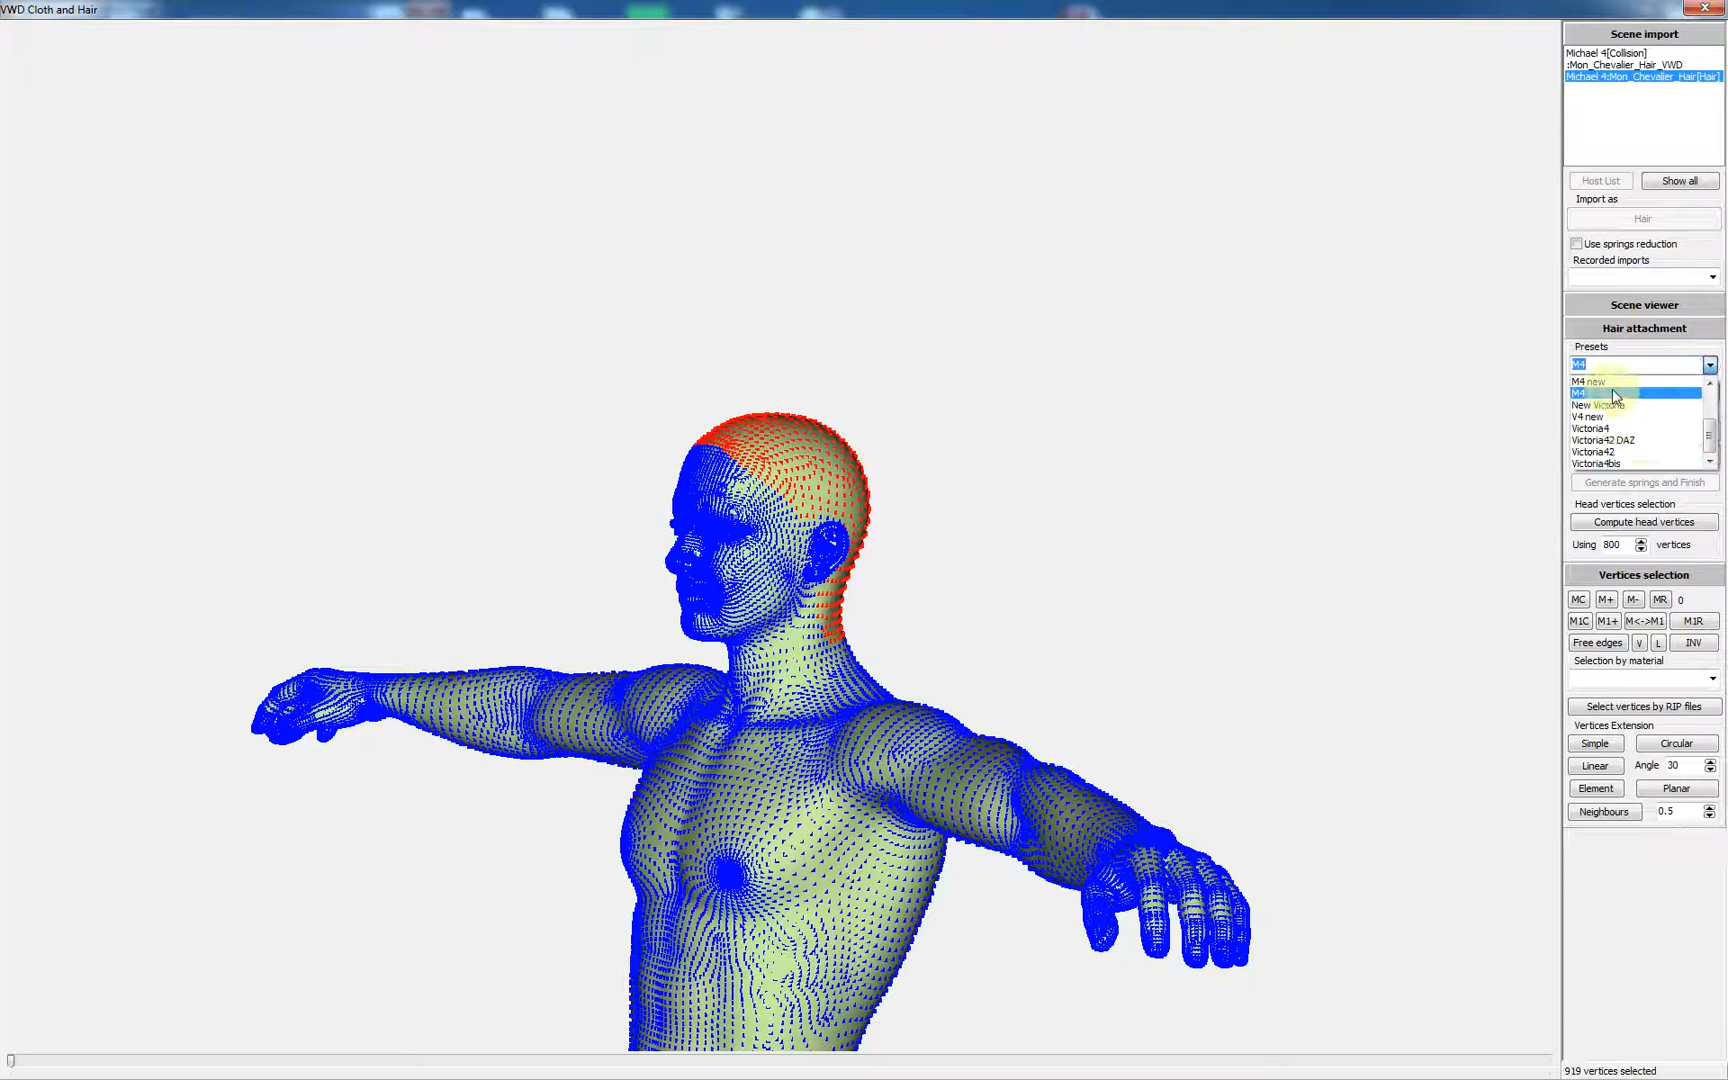 VWD Cloth and Hair
Scene import
Michael 4[Collision]
:Mon_Chevalier_Hair_VWD
Michael 4:Mon_Chevalier_Hair[Hair]
Host List
Show all
Import as
Hair
Use springs reduction
Recorded imports
Scene viewer
Hair attachment
Presets
M4
M4 new
M4
New Victoria
V4 new
Victoria4
Victoria42 DAZ
Victoria42
Victoria4bis
Generate springs and Finish
Head vertices selection
Compute head vertices
Using 800 vertices
Vertices selection
MC M+ M- MR 0
M1C M1+ M<->M1 M1R
Free edges V L INV
Selection by material
Select vertices by RIP files
Vertices Extension
Simple Circular
Linear Angle 30
Element Planar
Neighbours 0.5
919 vertices selected